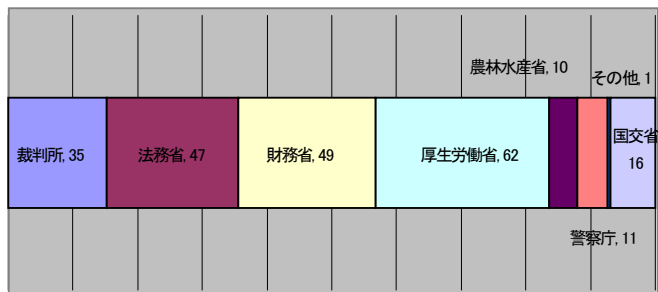 農林水産省, 10
その他, 1
裁判所, 35
法務省, 47
財務省, 49
厚生労働省, 62
国交省
16
警察庁, 11